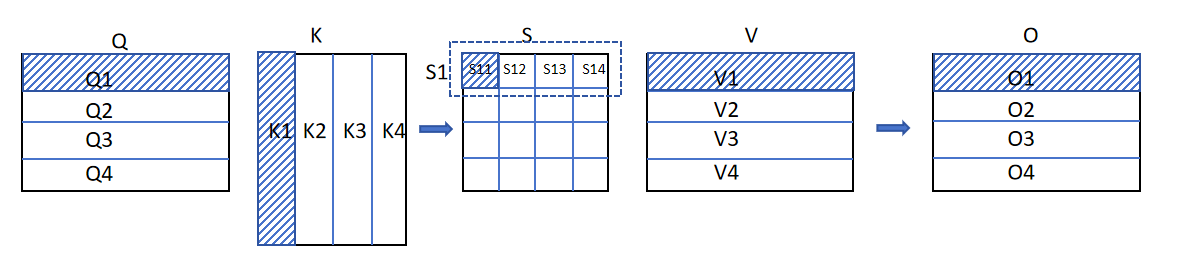 Q
Q1
Q2
Q3
Q4
K
K1 K2 K3 K4
S
S1
S11 S12 S13 S14
V
V1
V2
V3
V4
O
O1
O2
O3
O4